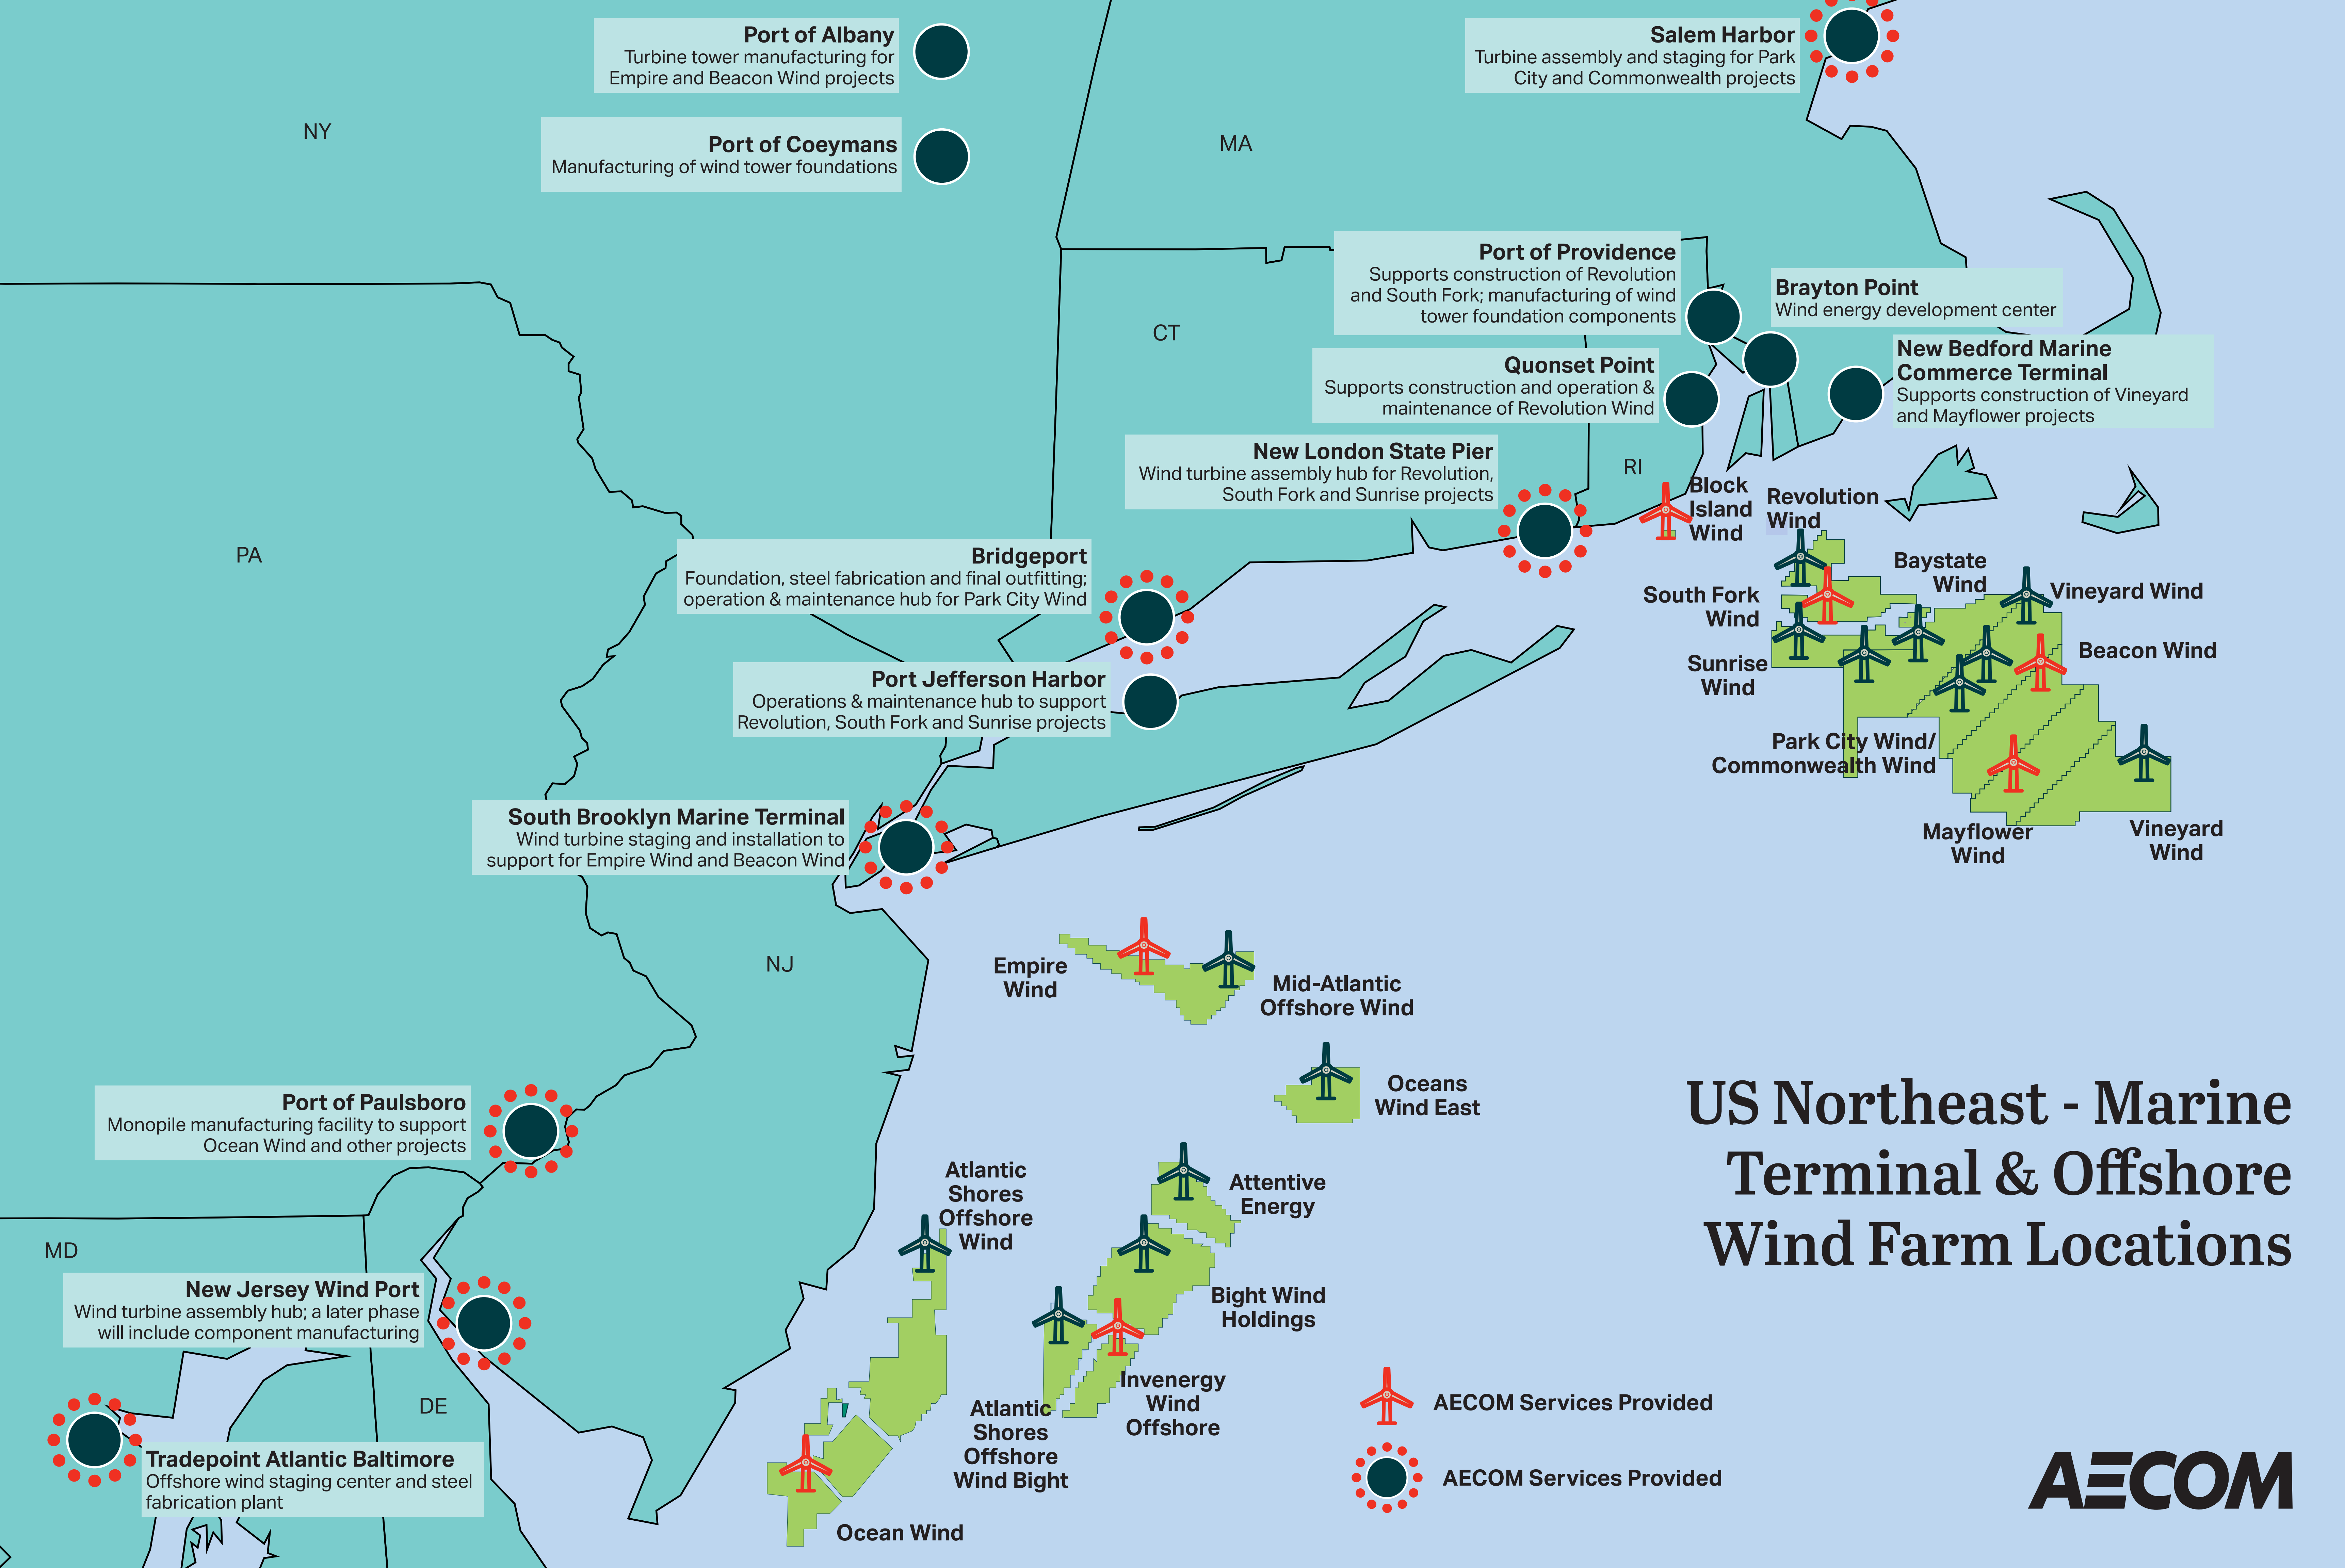 Port of Albany
Turbine tower manufacturing for
Empire and Beacon Wind projects
Salem Harbor
Turbine assembly and staging for Park
City and Commonwealth projects
NY
Port of Coeymans
Manufacturing of wind tower foundations
MA
Port of Providence
Supports construction of Revolution
and South Fork; manufacturing of wind
tower foundation components
Brayton Point
Wind energy development center
CT
New Bedford Marine
Commerce Terminal
Supports construction of Vineyard
and Mayflower projects
Quonset Point
Supports construction and operation &
maintenance of Revolution Wind
New London State Pier
Wind turbine assembly hub for Revolution,
South Fork and Sunrise projects
RI
Block
Island
Wind
Revolution
Wind
PA
Bridgeport
Foundation, steel fabrication and final outfitting;
operation & maintenance hub for Park City Wind
Baystate
Wind
South Fork
Wind
Vineyard Wind
Sunrise
Wind
Beacon Wind
Port Jefferson Harbor
Operations & maintenance hub to support
Revolution, South Fork and Sunrise projects
Park City Wind/
Commonwealth Wind
South Brooklyn Marine Terminal
Wind turbine staging and installation to
support for Empire Wind and Beacon Wind
Mayflower
Wind
Vineyard
Wind
NJ
Empire
Wind
Mid-Atlantic
Offshore Wind
Oceans
Wind East
Port of Paulsboro
Monopile manufacturing facility to support
Ocean Wind and other projects
US Northeast - Marine
Terminal & Offshore
Wind Farm Locations
Atlantic
Shores
Offshore
Wind
Attentive
Energy
MD
New Jersey Wind Port
Wind turbine assembly hub; a later phase
will include component manufacturing
Bight Wind
Holdings
DE
Invenergy
Wind
Offshore
Atlantic
Shores
Offshore
Wind Bight
AECOM Services Provided
Tradepoint Atlantic Baltimore
Offshore wind staging center and steel
fabrication plant
AECOM Services Provided
AECOM
Ocean Wind